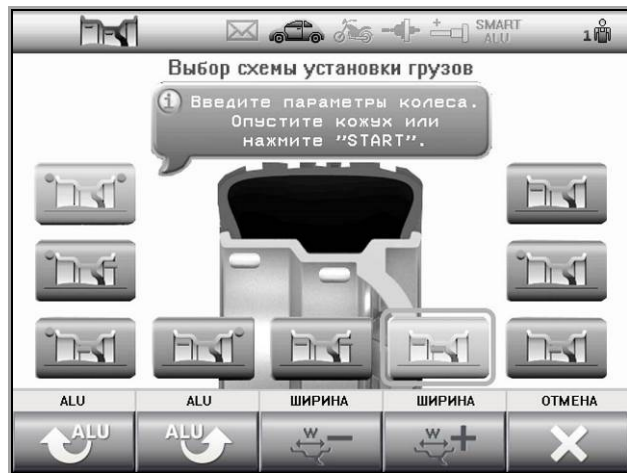 SMART
ALU
1
Выбор схемы установки грузов
Введите параметры колеса.
Опустите кожух или
нажмите "START".
ALU ALU ШИРИНА ШИРИНА ОТМЕНА
ALU ALU W W